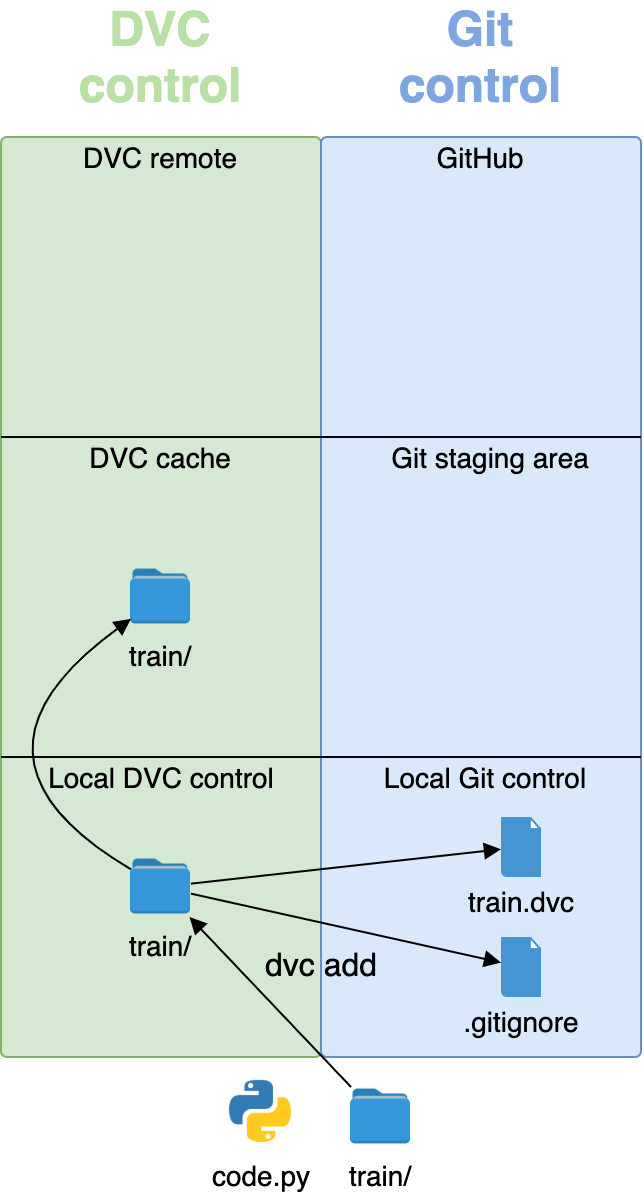 DVC
control
Git
control
DVC remote
GitHub
DVC cache
Git staging area
train/
Local DVC control
Local Git control
train.dvc
train/
dvc add
.gitignore
code.py
train/